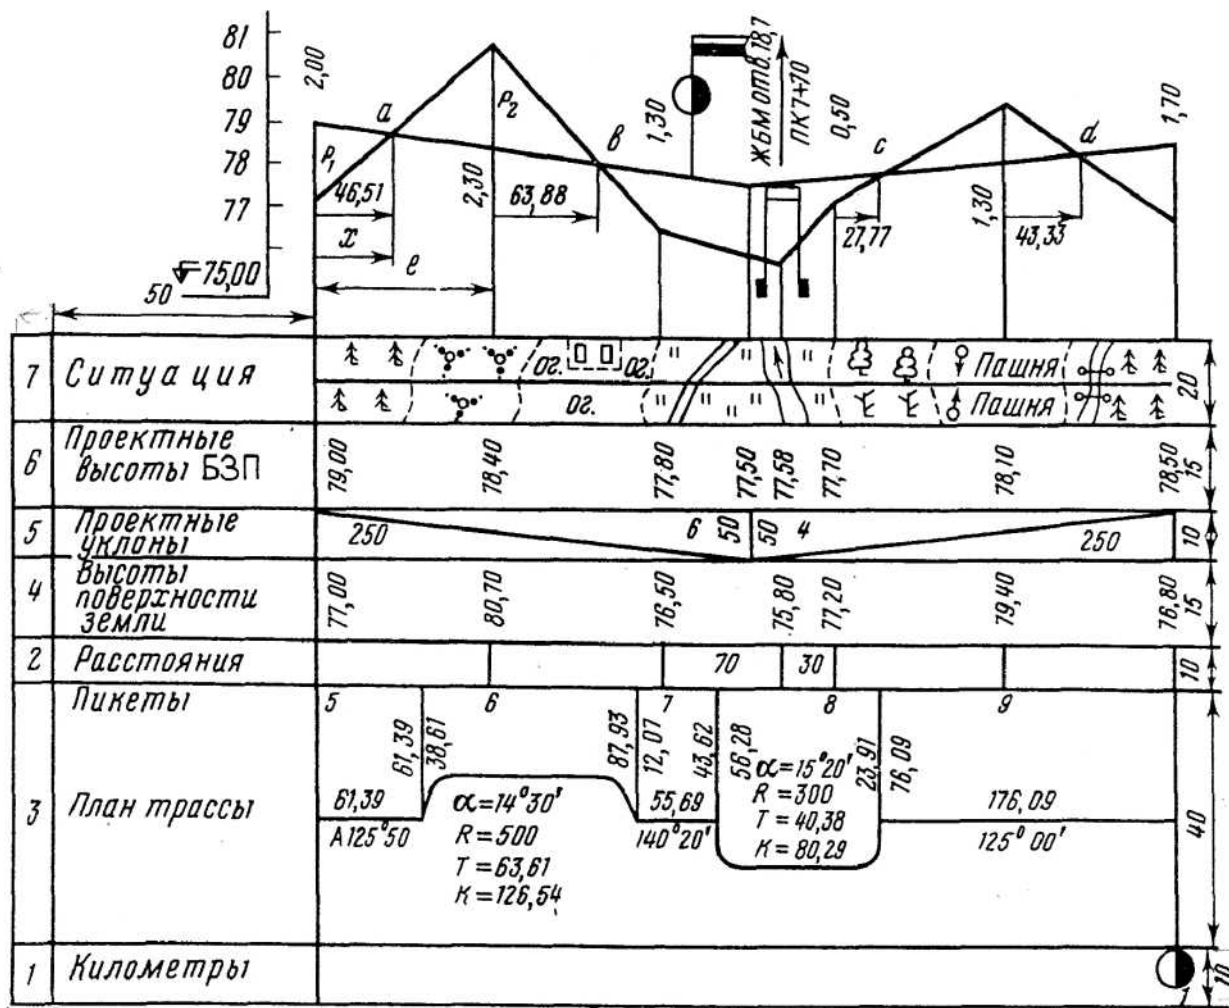 81
80
79
78
77
75,00
50
2,00
a
P₁
46,51
x
e
P₂
2,30
63,88
в
1,30
ЖБМ отв. 18,7
ПК7+70
0,50
c
27,77
1,30
43,33
d
1,70
7 Ситуация
ог. ог. Пашня
ог. Пашня
20
6 Проектные высоты БЗП
79,00 78,40 77,80 77,50 77,58 77,70 78,10 78,50
15
5 Проектные уклоны
250 6 50 50 4 250
10
4 Высоты поверхности земли
77,00 80,70 76,50 75,80 77,20 79,40 76,80
15
2 Расстояния
70 30
10
Пикеты
5 6 7 8 9
61,39 38,61 87,93 12,07 43,62 56,28 23,91 76,09
3 План трассы
61,39
А125°50
α=14°30'
R=500
T=63,61
K=126,54
55,69
140°20'
α=15°20'
R=300
T=40,38
K=80,29
176,09
125°00'
40
1 Километры
1
10